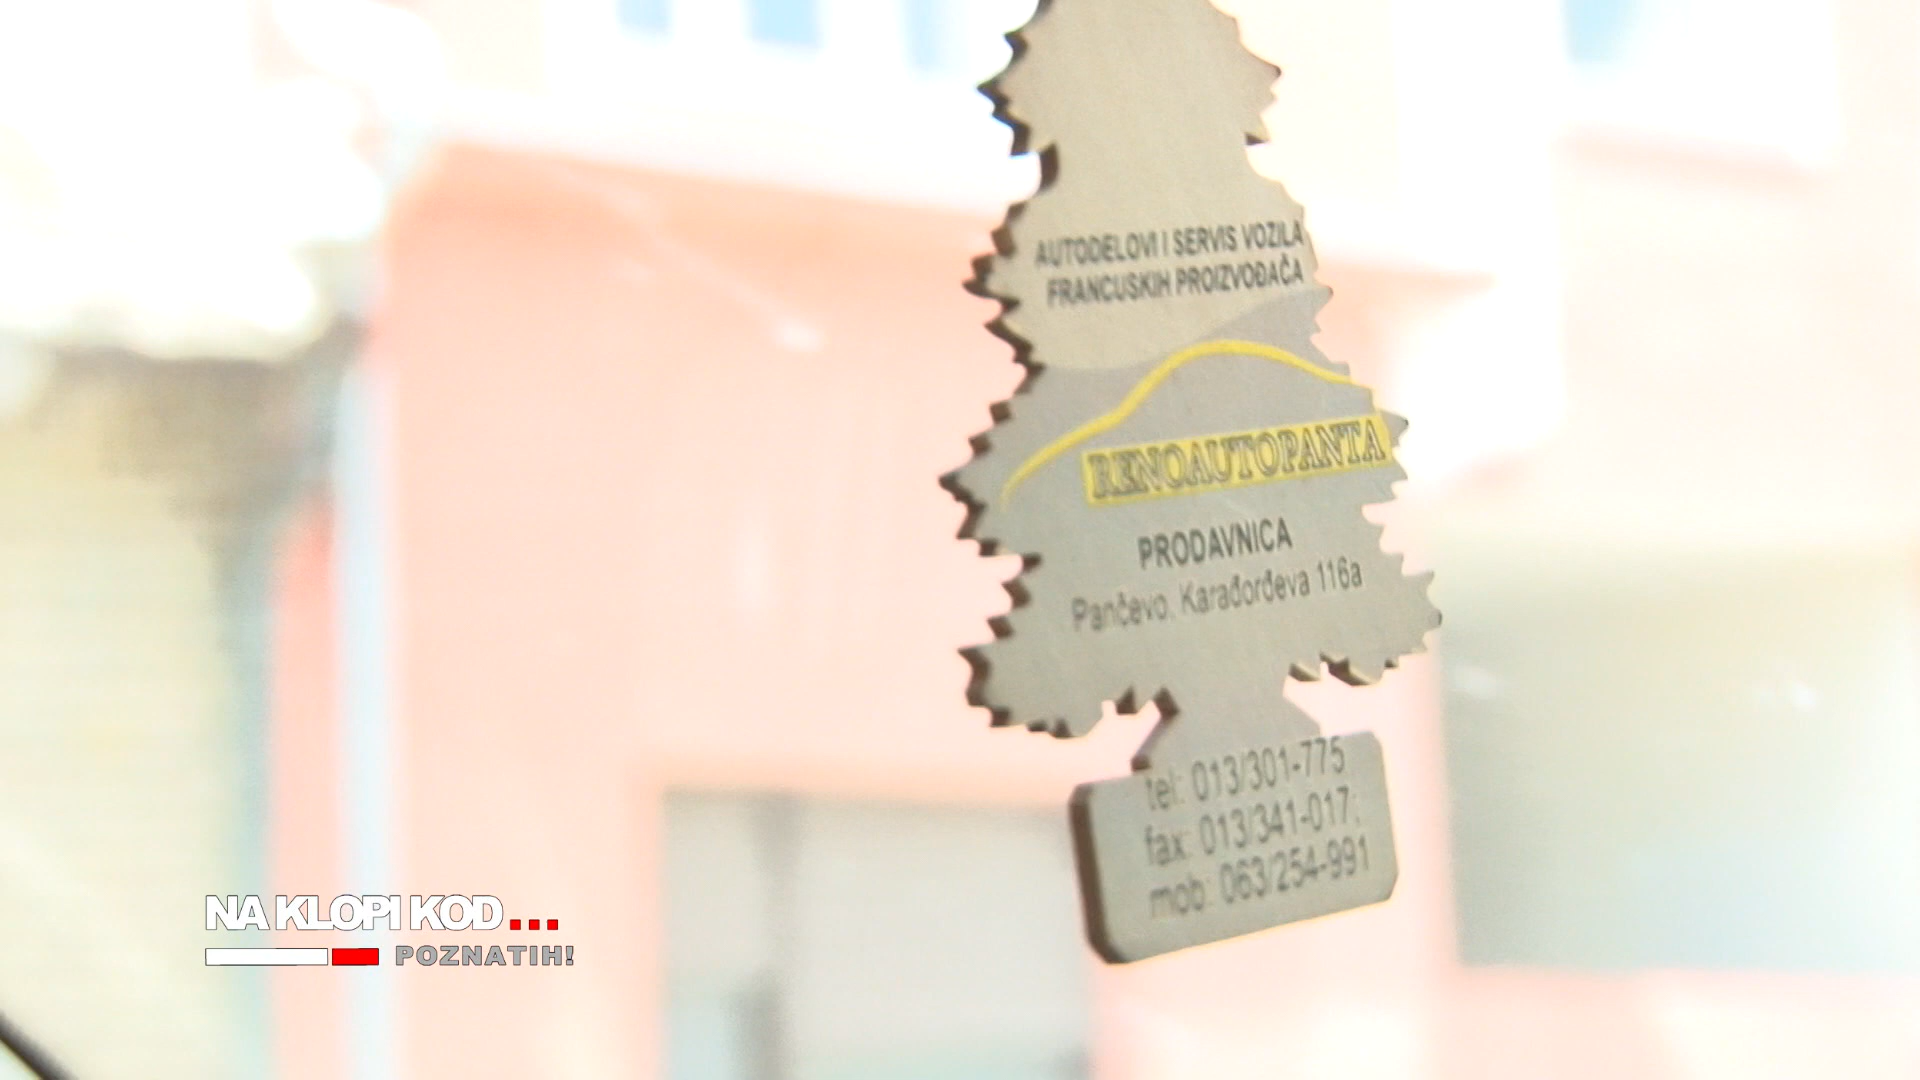 AUTODELOVI I SERVIS VOZILA
FRANCUSKIH PROIZVOĐAČA
RENOAUTOPANTA
PRODAVNICA
Pančevo, Karađorđeva 116a
tel: 013/301-775
fax: 013/341-017;
mob: 063/254-991
NA KLOPI KOD...
POZNATIH!